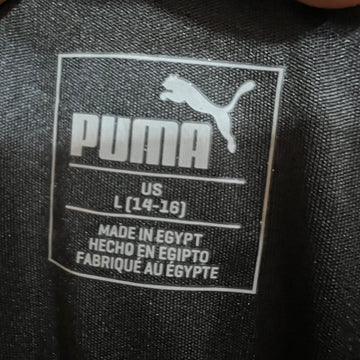 PUMA
US
L (14-16)
MADE IN EGYPT
HECHO EN EGIPTO
FABRIQUÉ AU ÉGYPTE